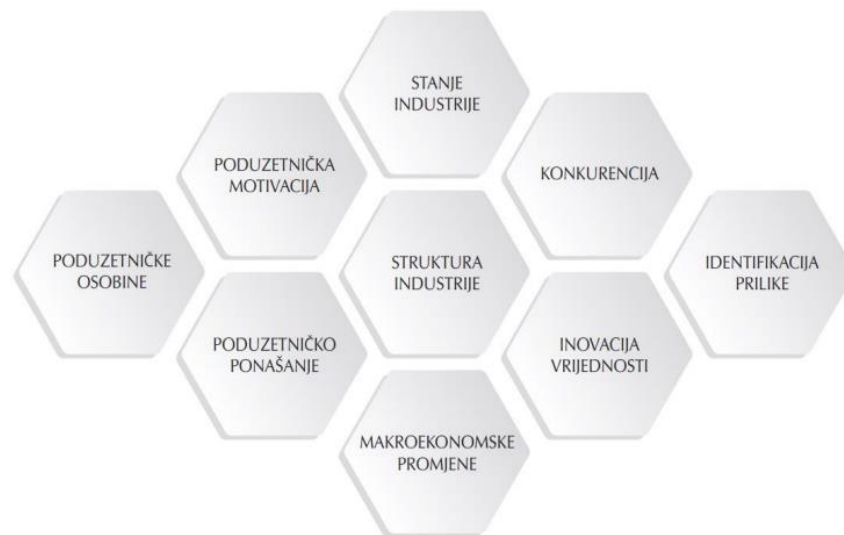 STANJE
INDUSTRIJE
PODUZETNIČKA
MOTIVACIJA
KONKURENCIJA
PODUZETNIČKE
OSOBINE
STRUKTURA
INDUSTRIJE
IDENTIFIKACIJA
PRILIKE
PODUZETNIČKO
PONAŠANJE
INOVACIJA
VRIJEDNOSTI
MAKROEKONOMSKE
PROMJENE